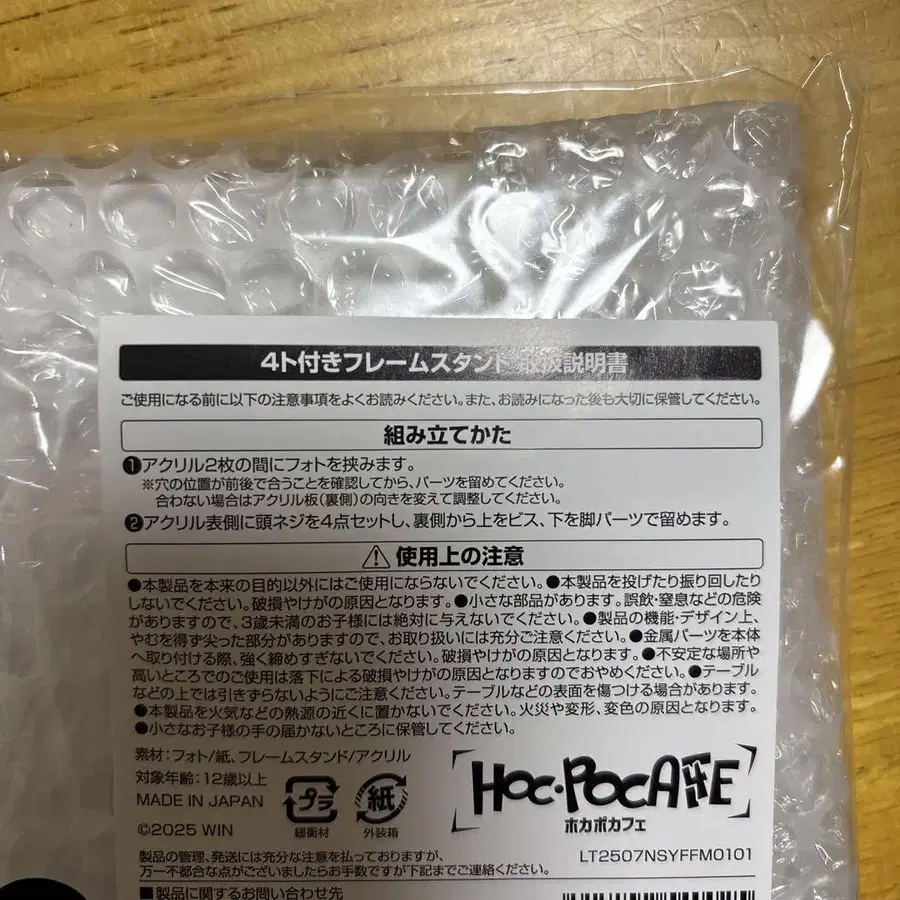 4ト付きフレームスタンド 取扱説明書
ご使用になる前に以下の注意事項をよくお読みください。また、お読みになった後も大切に保管してください。
組み立てかた
❶アクリル2枚の間にフォトを挟みます。
※穴の位置が前後で合うことを確認してから、パーツを留めてください。
合わない場合はアクリル板(裏側)の向きを変えて調整してください。
❷アクリル表側に頭ネジを4点セットし、裏側から上をビス、下を脚パーツで留めます。
⚠使用上の注意
●本製品を本来の目的以外にはご使用にならないでください。●本製品を投げたり振り回したり
しないでください。破損やけがの原因となります。●小さな部品があります。誤飲・窒息などの危険
がありますので、3歳未満のお子様には絶対に与えないでください。●製品の機能・デザイン上、
やむを得ず尖った部分がありますので、お取り扱いには充分ご注意ください。●金属パーツを本体
へ取り付ける際、強く締めすぎないでください。破損やけがの原因となります。●不安定な場所や
高いところでのご使用は落下による破損やけがの原因となりますのでおやめください。●テーブル
などの上では引きずらないようにご注意ください。テーブルなどの表面を傷つける場合があります。
●本製品を火気などの熱源の近くに置かないでください。火災や変形、変色の原因となります。
●小さなお子様の手の届かないところに保管してください。
素材:フォト/紙、フレームスタンド/アクリル
対象年齢:12歳以上
MADE IN JAPAN
©2025 WIN
プラ
緩衝材
紙
外装箱
HOC・POCAFE
ホカポカフェ
製品の管理、発送には充分な注意を払っておりますが、
万一不都合な点がございましたらお手数ですが下記までご連絡ください。
LT2507NSYFFM0101
■製品に関するお問い合わせ先